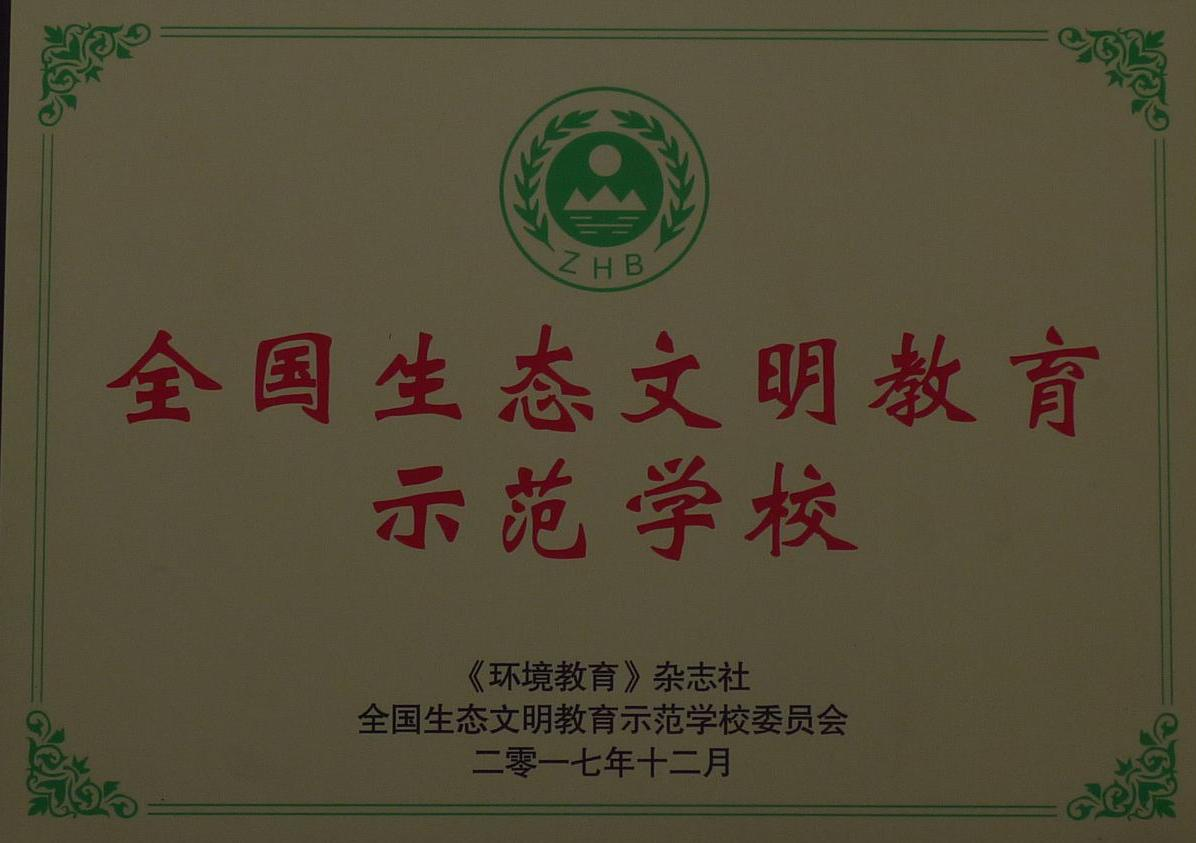 ZHB
全国生态文明教育
示范学校
《环境教育》杂志社
全国生态文明教育示范学校委员会
二零一七年十二月